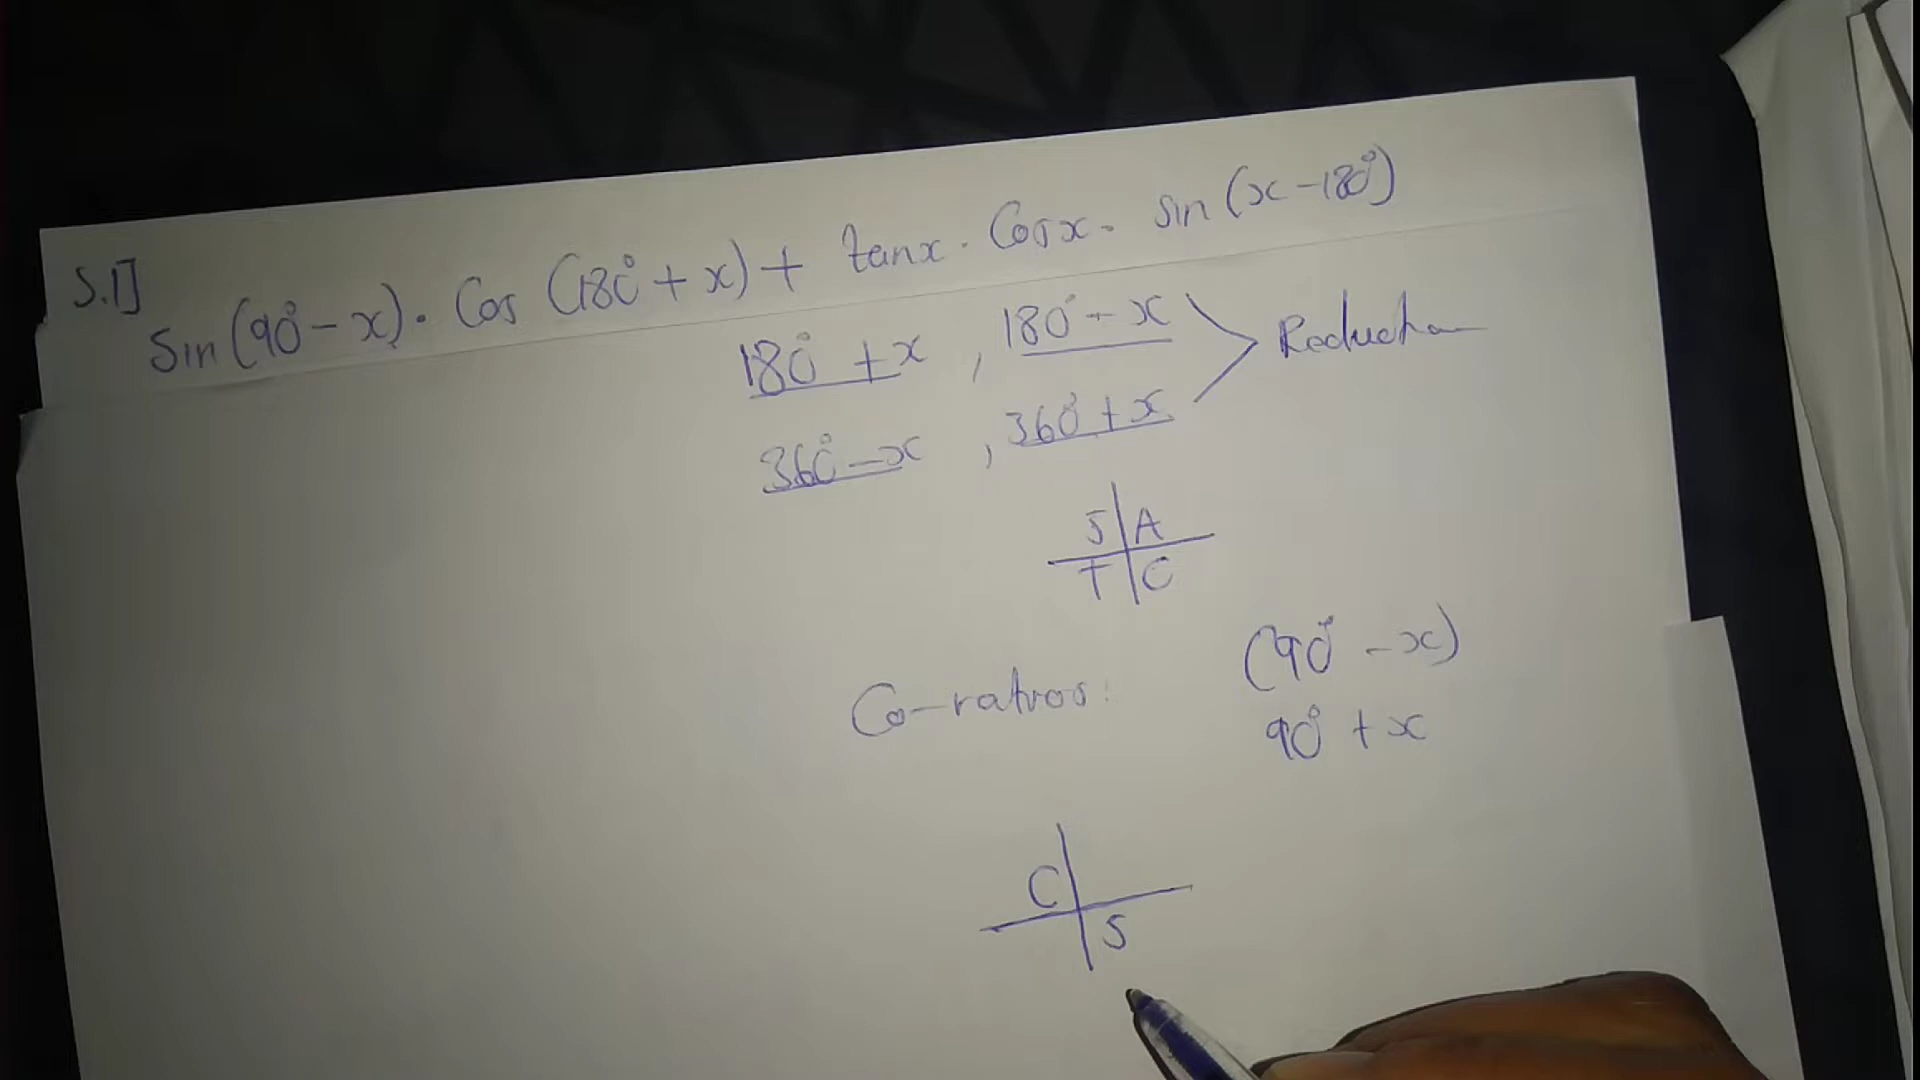 5.1]
sin(90°-x). Cos (180°+x)+ tanx. Cosx. sin(x-180°)
180° +x , 180° - x
Reduction
360°-x , 360°+x
S A
T C
Co-ratios: (90° -x)
90° +x
C
S